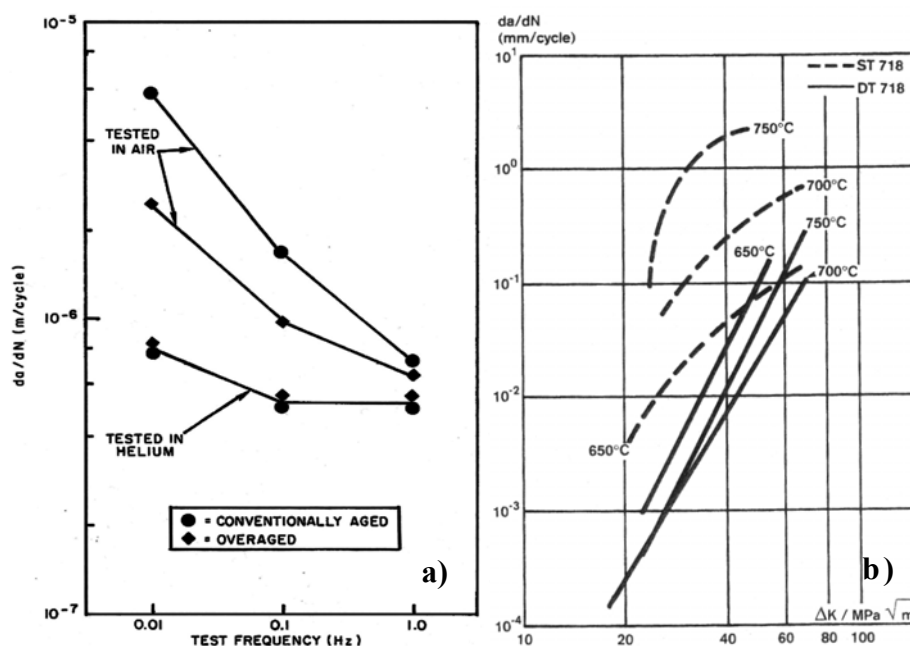 10⁻⁵
TESTED
IN AIR
10⁻⁶
da/dN (m/cycle)
TESTED IN
HELIUM
● = CONVENTIONALLY AGED
◆ = OVERAGED
a)
10⁻⁷
0.01
0.1
1.0
TEST FREQUENCY (Hz)
da/dN
(mm/cycle)
10¹
ST 718
DT 718
750°C
10⁰
700°C
750°C
650°C
10⁻¹
700°C
10⁻²
650°C
10⁻³
b)
10⁻⁴
ΔK / MPa √m
10
20
40
60
80
100